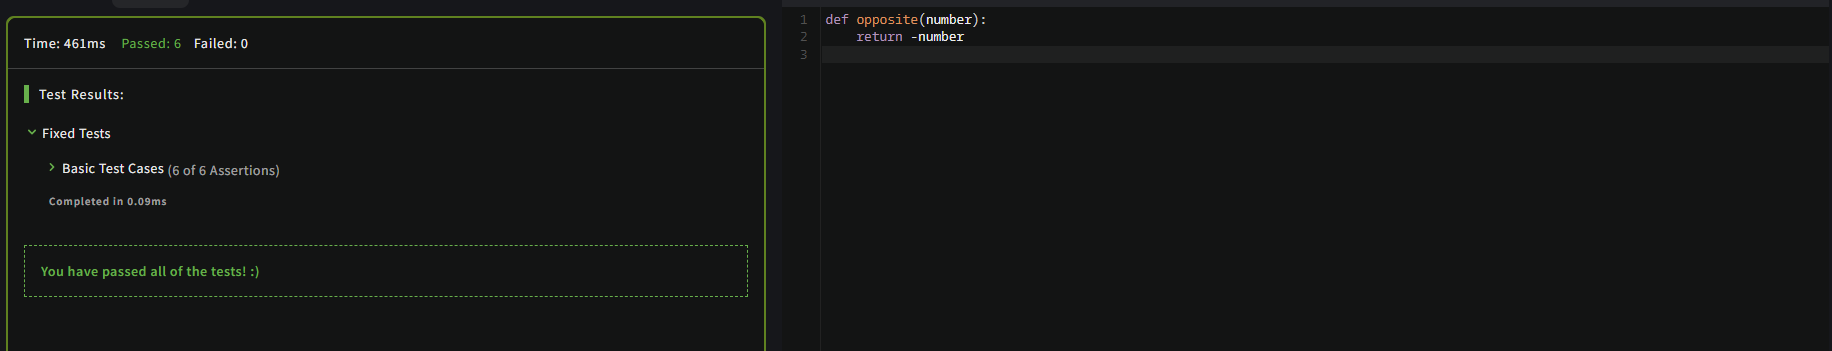 Time: 461ms Passed: 6 Failed: 0
Test Results:
Fixed Tests
Basic Test Cases (6 of 6 Assertions)
Completed in 0.09ms
You have passed all of the tests! :)
1 def opposite(number):
2     return -number
3